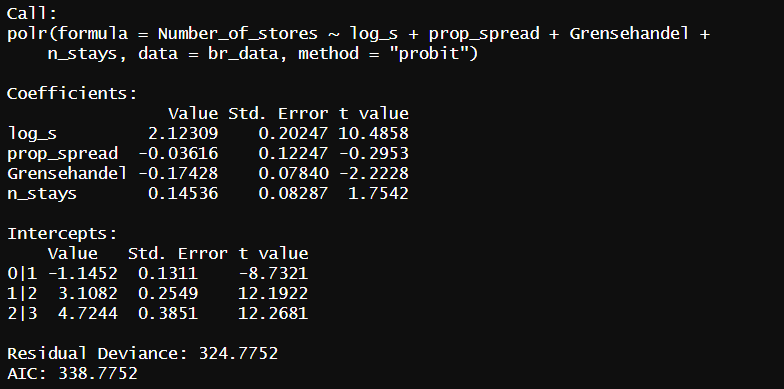 Call:
polr(formula = Number_of_stores ~ log_s + prop_spread + Grensehandel +
    n_stays, data = br_data, method = "probit")

Coefficients:
                Value Std. Error t value
log_s         2.12309    0.20247 10.4858
prop_spread  -0.03616    0.12247 -0.2953
Grensehandel -0.17428    0.07840 -2.2228
n_stays       0.14536    0.08287  1.7542

Intercepts:
    Value   Std. Error t value
0|1 -1.1452  0.1311    -8.7321
1|2  3.1082  0.2549    12.1922
2|3  4.7244  0.3851    12.2681

Residual Deviance: 324.7752
AIC: 338.7752